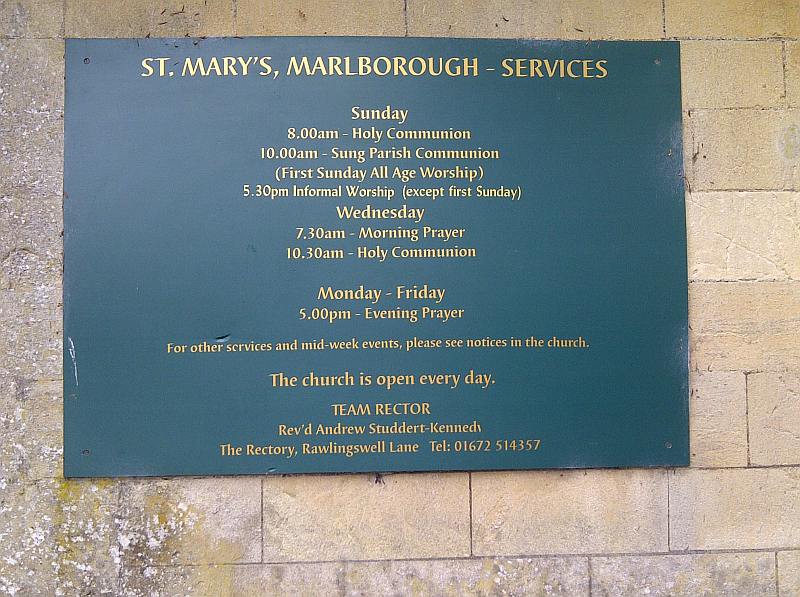 ST. MARY'S, MARLBOROUGH - SERVICES
Sunday
8.00am - Holy Communion
10.00am - Sung Parish Communion
(First Sunday All Age Worship)
5.30pm Informal Worship (except first Sunday)
Wednesday
7.30am - Morning Prayer
10.30am - Holy Communion
Monday - Friday
5.00pm - Evening Prayer
For other services and mid-week events, please see notices in the church.
The church is open every day.
TEAM RECTOR
Rev'd Andrew Studdert-Kennedy
The Rectory, Rawlingswell Lane Tel: 01672 514357